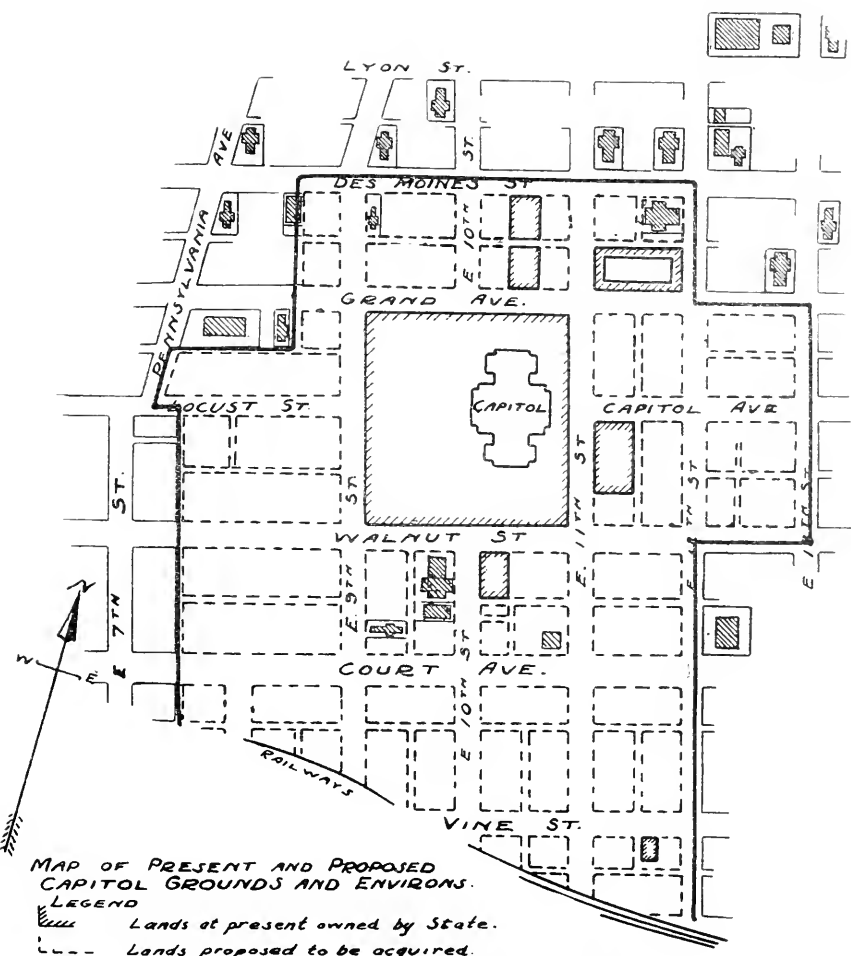 LYON ST.
PENNSYLVANIA AVE
ST.
DES MOINES ST
E 10TH
GRAND AVE.
LOCUST ST.
CAPITOL
CAPITOL AVE
E. 7TH ST.
E. 9TH ST.
E. 11TH ST
E. 12TH ST
E 13TH ST
WALNUT ST
E 10TH ST
COURT AVE.
RAILWAYS
VINE ST.
N
W
E
MAP OF PRESENT AND PROPOSED
CAPITOL GROUNDS AND ENVIRONS.
LEGEND
Lands at present owned by State.
Lands proposed to be acquired.